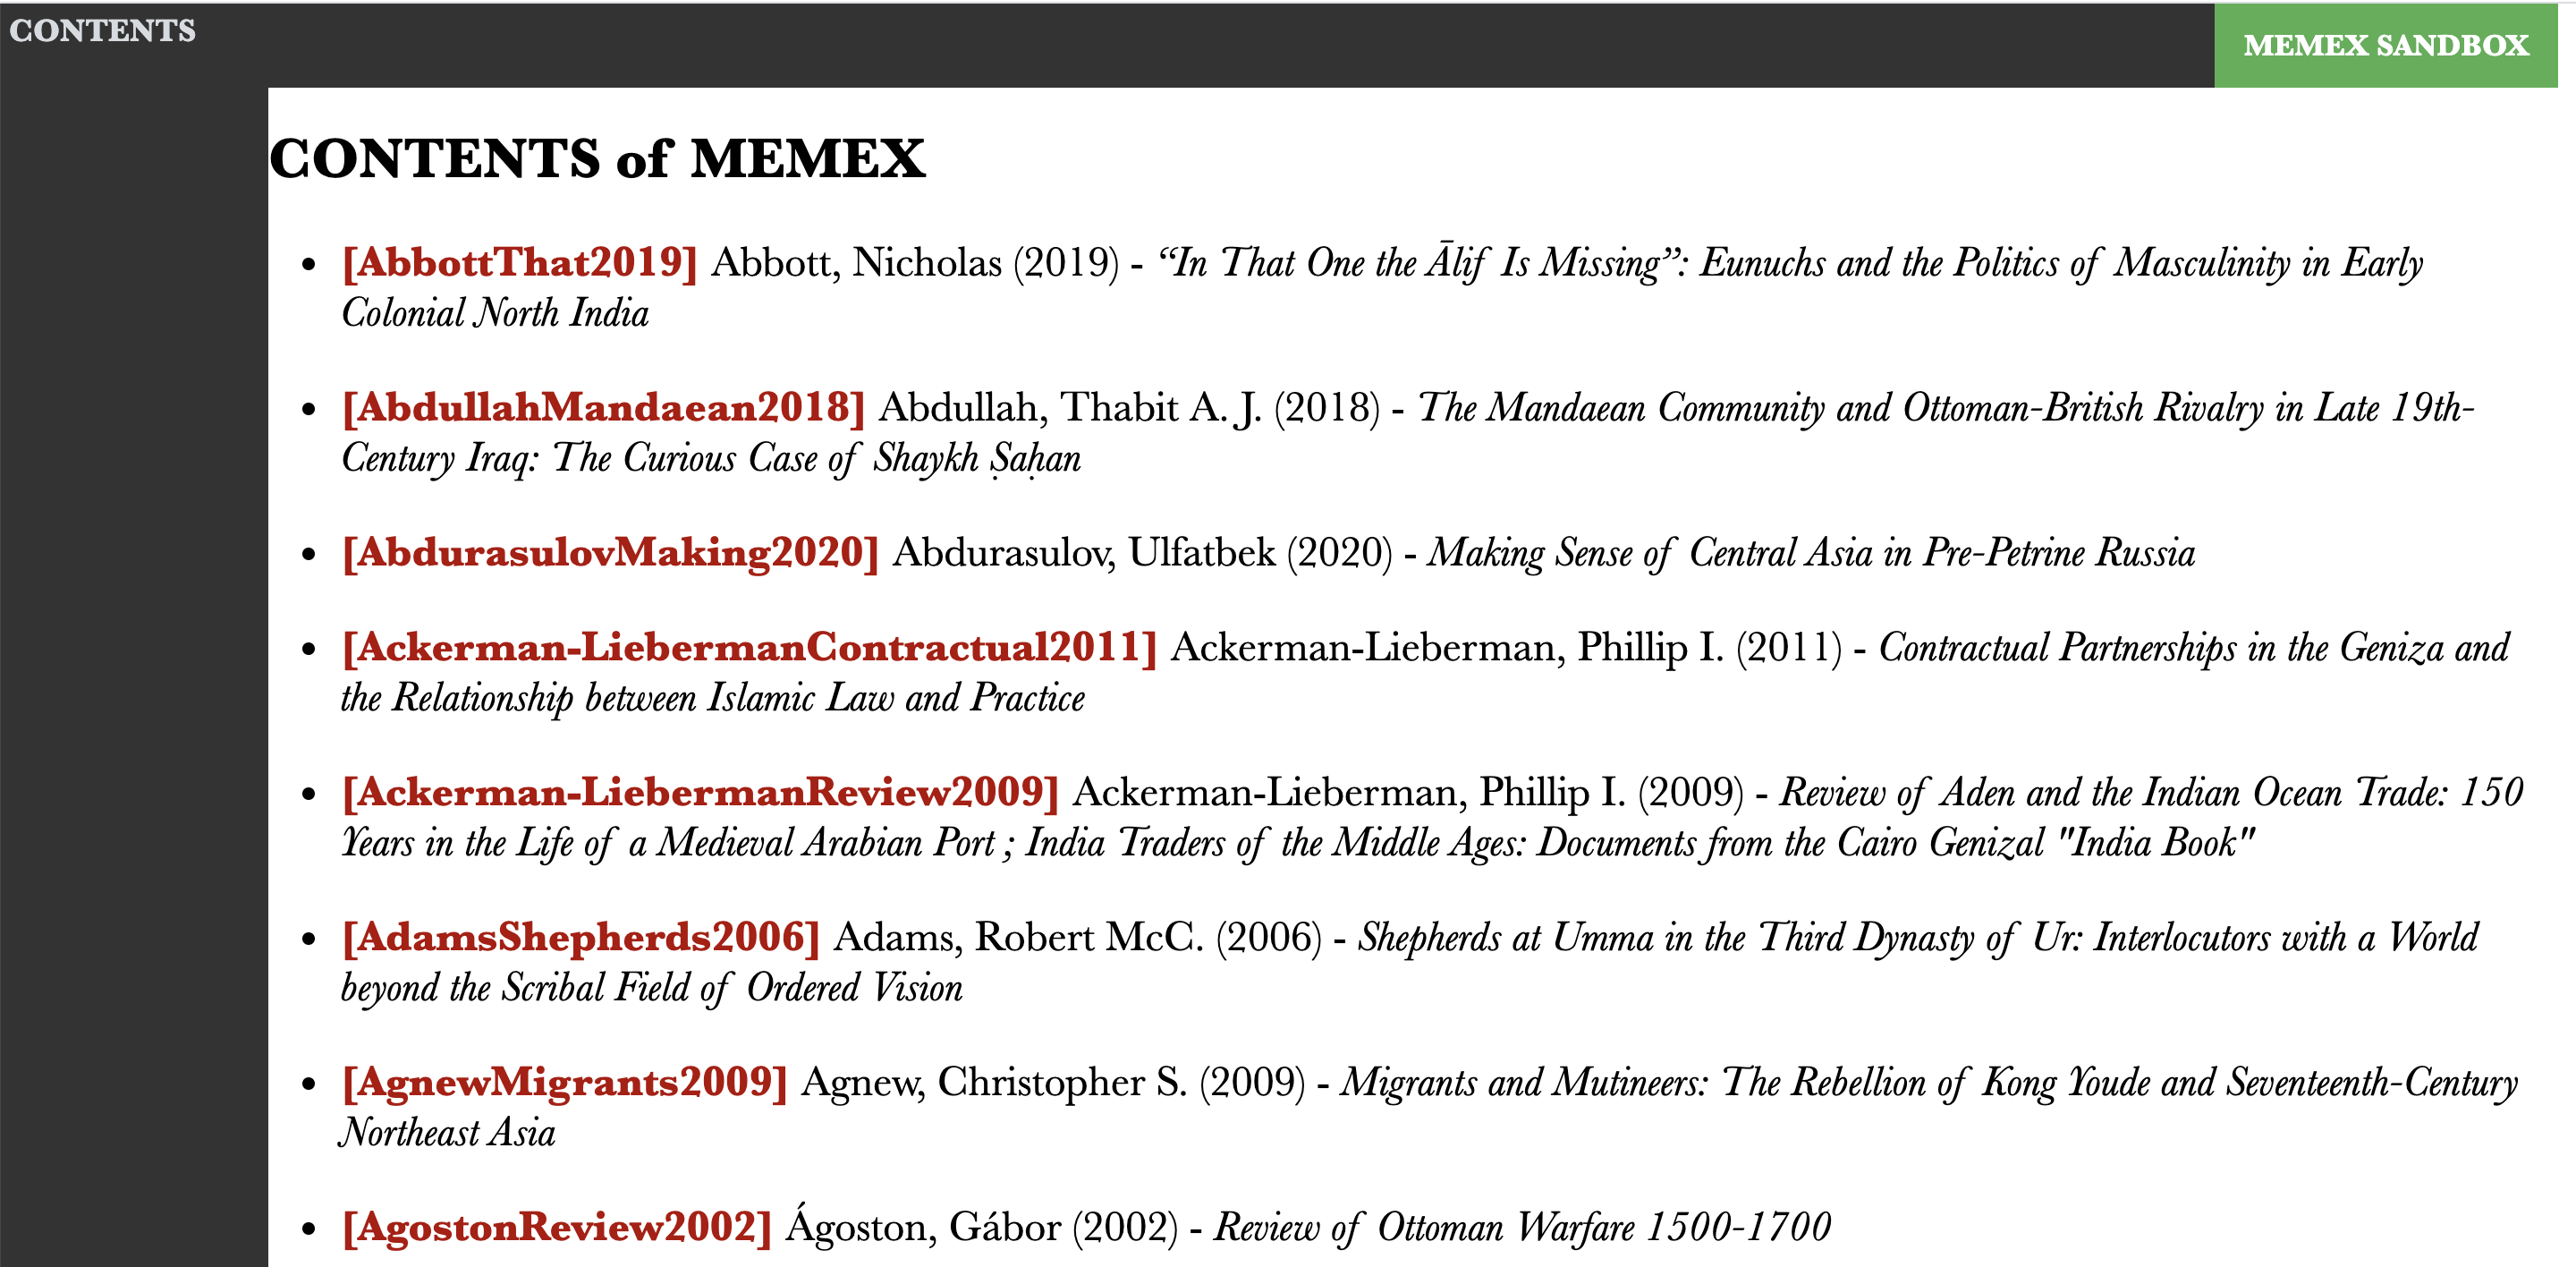 CONTENTS
MEMEX SANDBOX
CONTENTS of MEMEX
[AbbottThat2019] Abbott, Nicholas (2019) - “In That One the Ālif Is Missing”: Eunuchs and the Politics of Masculinity in Early
Colonial North India
[AbdullahMandaean2018] Abdullah, Thabit A. J. (2018) - The Mandaean Community and Ottoman-British Rivalry in Late 19th-
Century Iraq: The Curious Case of Shaykh Ṣaḥan
[AbdurasulovMaking2020] Abdurasulov, Ulfatbek (2020) - Making Sense of Central Asia in Pre-Petrine Russia
[Ackerman-LiebermanContractual2011] Ackerman-Lieberman, Phillip I. (2011) - Contractual Partnerships in the Geniza and
the Relationship between Islamic Law and Practice
[Ackerman-LiebermanReview2009] Ackerman-Lieberman, Phillip I. (2009) - Review of Aden and the Indian Ocean Trade: 150
Years in the Life of a Medieval Arabian Port ; India Traders of the Middle Ages: Documents from the Cairo Genizal "India Book"
[AdamsShepherds2006] Adams, Robert McC. (2006) - Shepherds at Umma in the Third Dynasty of Ur: Interlocutors with a World
beyond the Scribal Field of Ordered Vision
[AgnewMigrants2009] Agnew, Christopher S. (2009) - Migrants and Mutineers: The Rebellion of Kong Youde and Seventeenth-Century
Northeast Asia
[AgostonReview2002] Ágoston, Gábor (2002) - Review of Ottoman Warfare 1500-1700